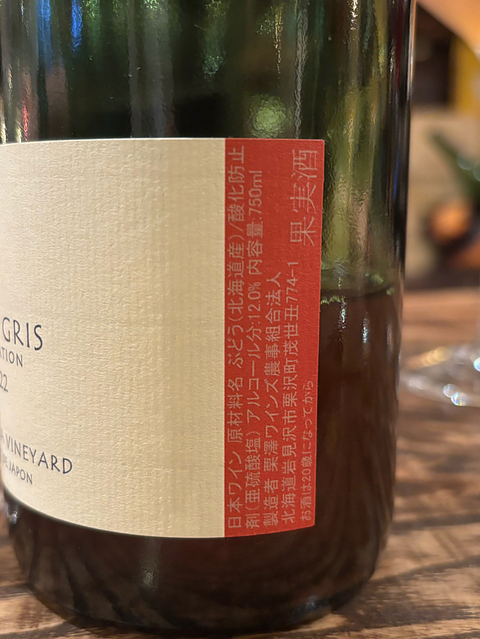 GRIS
ATION
22
VINEYARD
JAPON
果実酒
日本ワイン 原材料名 ぶどう(北海道産)/酸化防止
剤(亜硫酸塩) アルコール分:12.0% 内容量:750ml
製造者 栗澤ワインズ農事組合法人
北海道岩見沢市栗沢町茂世丑774-1
お酒は20歳になってから